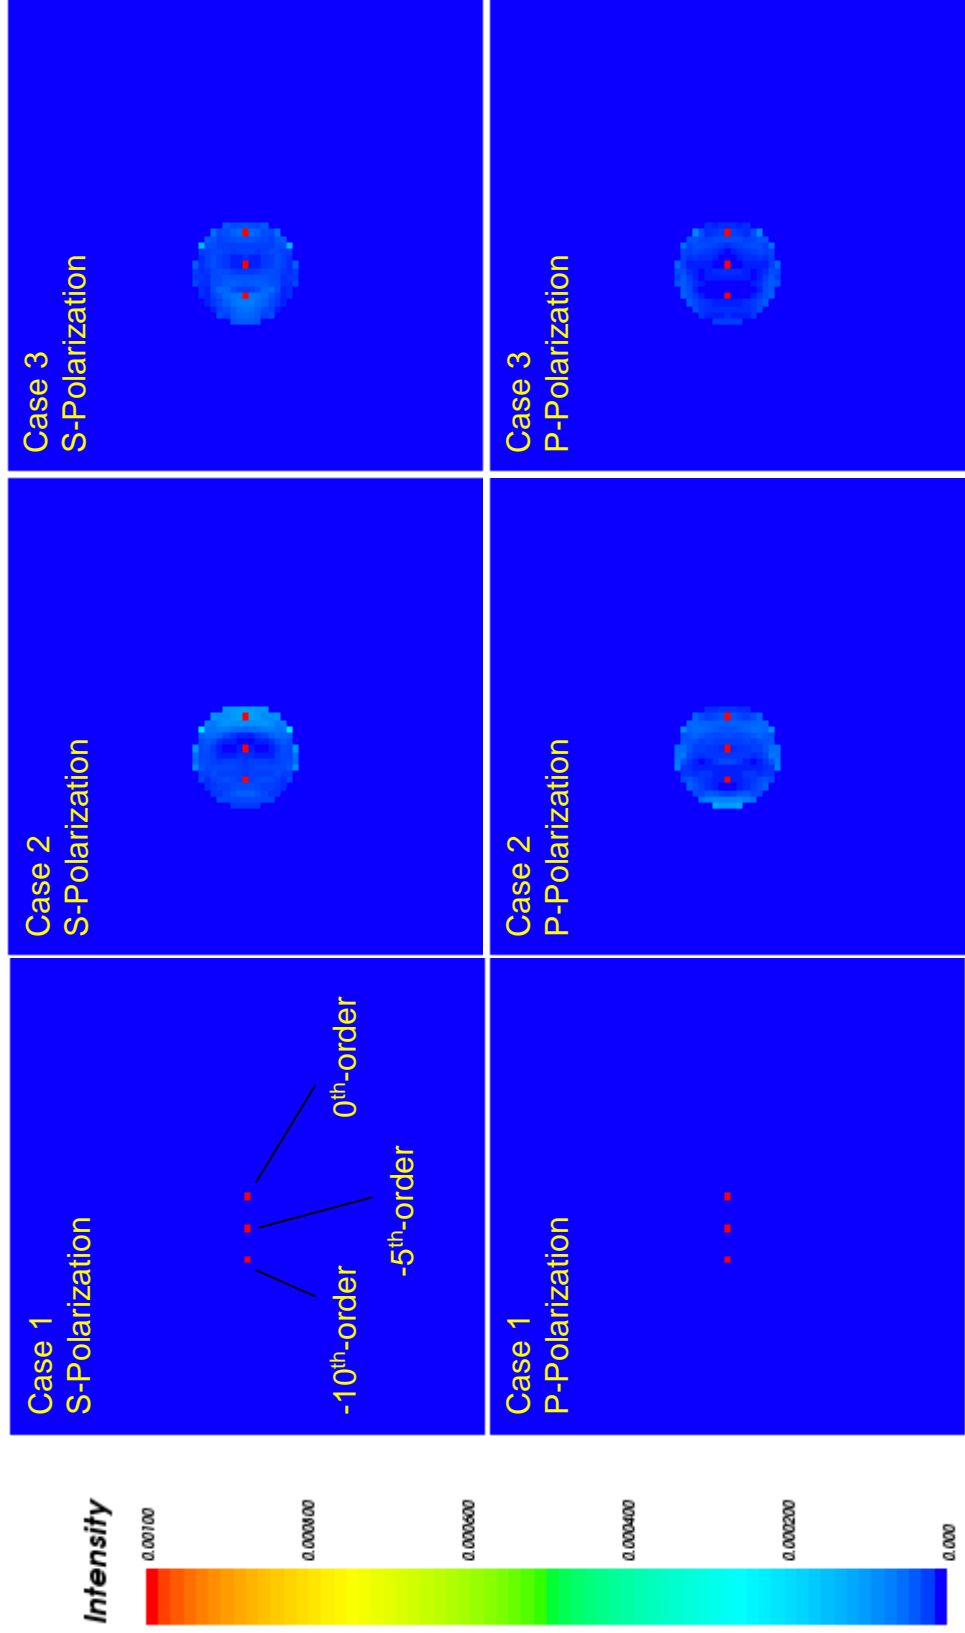 Intensity
0.00100
0.000800
0.000600
0.000400
0.000200
0.000
Case 1
S-Polarization
-10th-order
-5th-order
0th-order
Case 2
S-Polarization
Case 3
S-Polarization
Case 1
P-Polarization
Case 2
P-Polarization
Case 3
P-Polarization